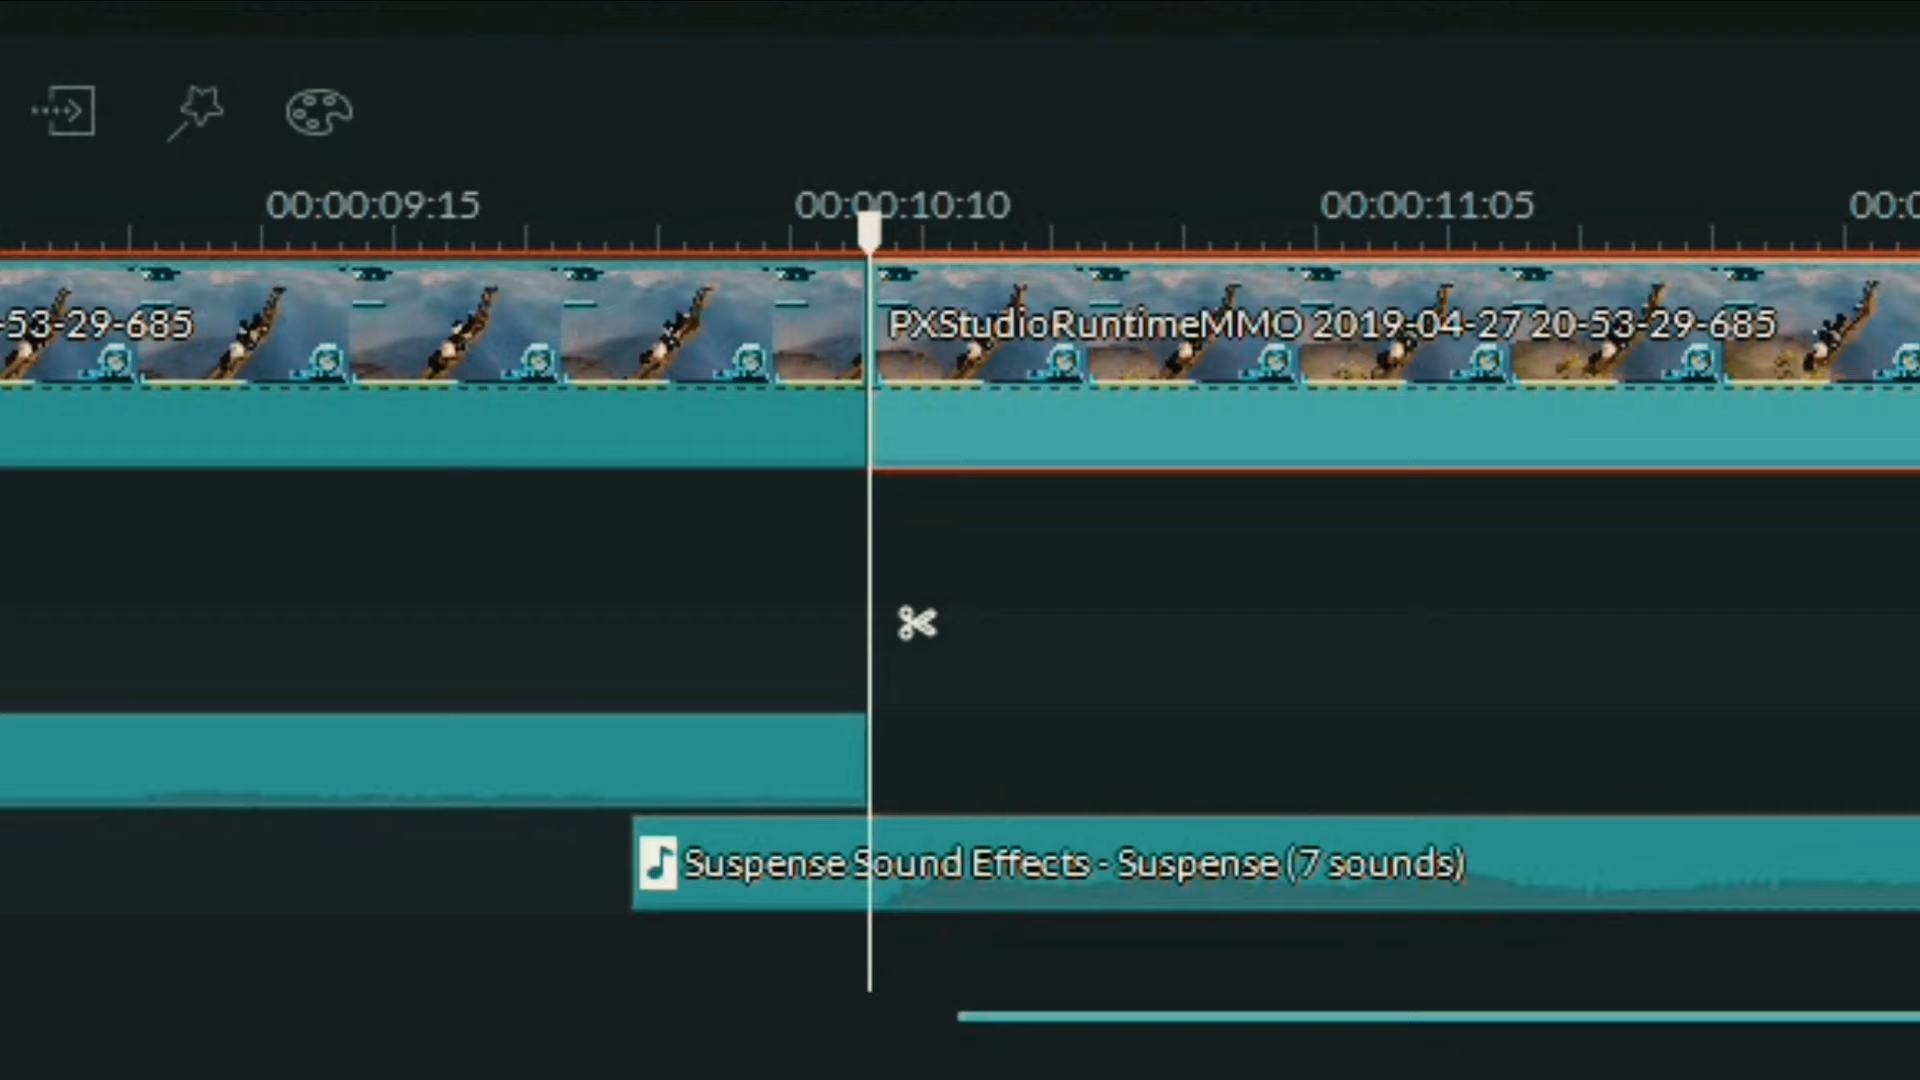 00:00:09:15 00:00:10:10 00:00:11:05 00:0
-53-29-685 PXStudioRuntimeMMO 2019-04-27 20-53-29-685
Suspense Sound Effects - Suspense (7 sounds)